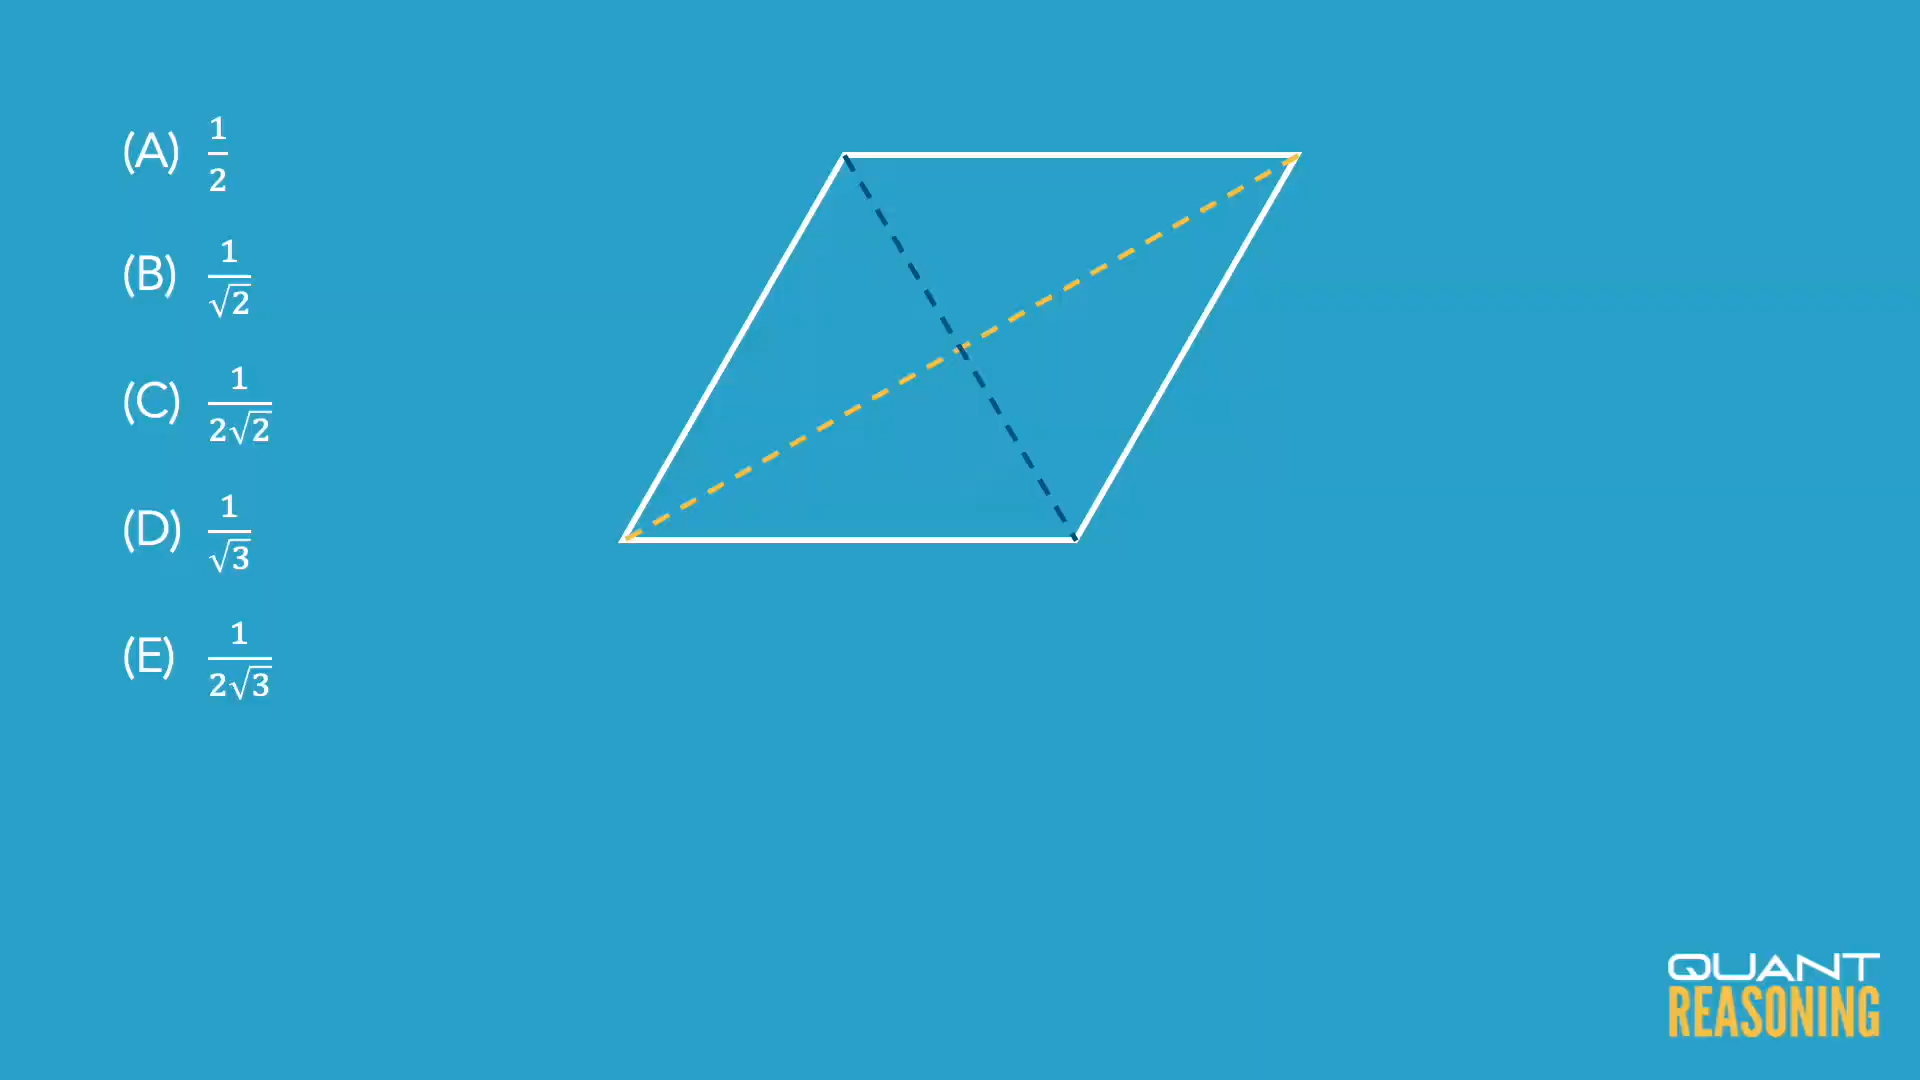 (A) 1/2
(B) 1/√2
(C) 1/2√2
(D) 1/√3
(E) 1/2√3
QUANT
REASONING